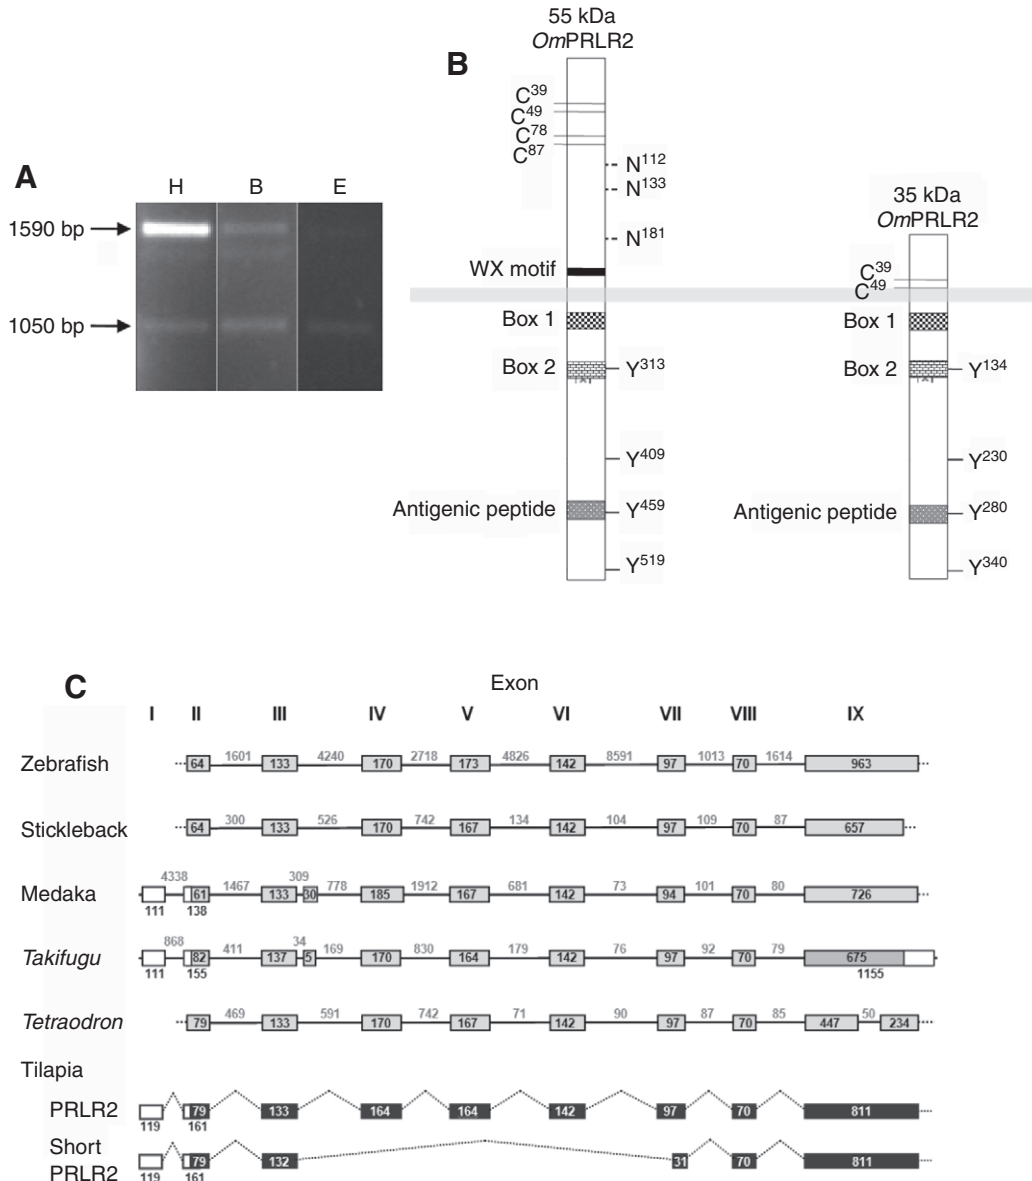 A
H B E
1590 bp
1050 bp
B
55 kDa
OmPRLR2
C39
C49
C78
C87
N112
N133
N181
WX motif
Box 1
Box 2
Y313
Y409
Antigenic peptide
Y459
Y519
35 kDa
OmPRLR2
C39
C49
Box 1
Box 2
Y134
Y230
Antigenic peptide
Y280
Y340
C
Exon
I II III IV V VI VII VIII IX
Zebrafish
1601 4240 2718 4826 8591 1013 1614
64 133 170 173 142 97 70 963
Stickleback
300 526 742 134 104 109 87
64 133 170 167 142 97 70 657
Medaka
4338 1467 309 778 1912 681 73 101 80
61 133 30 185 167 142 94 70 726
111 138
Takifugu
868 411 34 169 830 179 76 92 79
82 137 5 170 164 142 97 70 675
111 155 1155
Tetraodron
469 591 742 71 90 87 85 50
79 133 170 167 142 97 70 447 234
Tilapia
PRLR2
79 133 164 164 142 97 70 811
119 161
Short
PRLR2
79 132 31 70 811
119 161